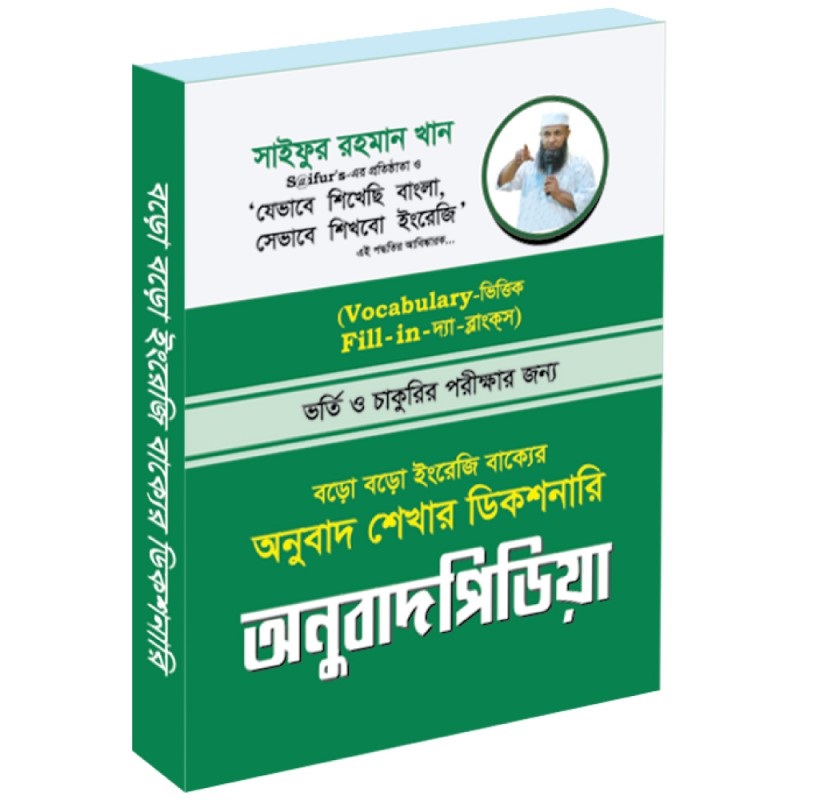 সাইফুর রহমান খান
S@ifur's-এর প্রতিষ্ঠাতা ও
‘যেভাবে শিখেছি বাংলা,
সেভাবে শিখবো ইংরেজি’
এই পদ্ধতির আবিষ্কারক...
(Vocabulary-ভিত্তিক
Fill-in-দ্যা-ব্লাংক্‌স)
ভর্তি ও চাকুরির পরীক্ষার জন্য
বড়ো বড়ো ইংরেজি বাক্যের
অনুবাদ শেখার ডিকশনারি
অনুবাদপিডিয়া
বড়ো বড়ো ইংরেজি বাক্যের ডিকশনারি